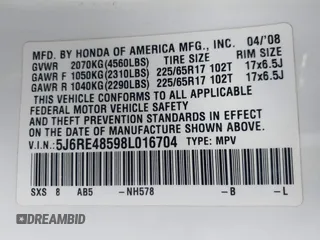 MFD. BY HONDA OF AMERICA MFG., INC. 04/'08
GVWR 2070KG(4560LBS) TIRE SIZE RIM SIZE
GAWR F 1050KG(2310LBS) 225/65R17 102T 17x6.5J
GAWR R 1040KG(2290LBS) 225/65R17 102T 17x6.5J
THIS VEHICLE CONFORMS TO ALL APPLICABLE
FEDERAL MOTOR VEHICLE SAFETY
AND THEFT PREVENTION STANDARDS IN EFFECT
ON THE DATE OF MANUFACTURE SHOWN ABOVE.
V.I.N.: 5J6RE48598L016704 TYPE: MPV
SXS 8 AB5 -NH578 -B -L
DREAMBID